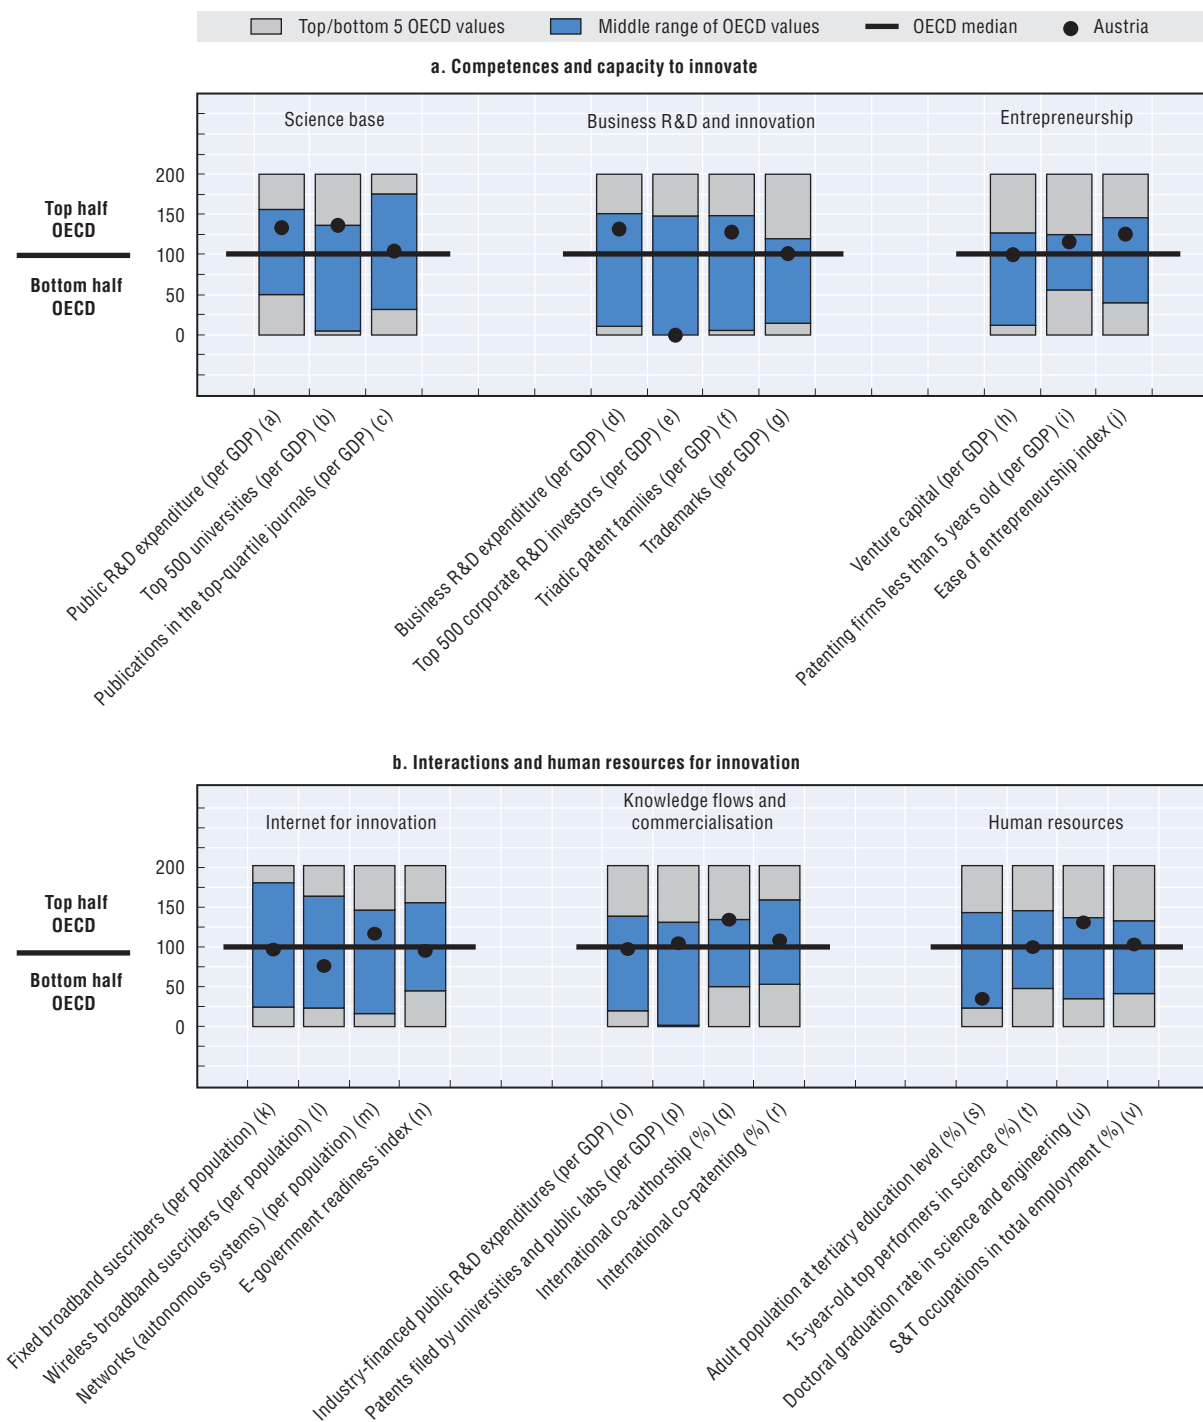 Top/bottom 5 OECD values Middle range of OECD values OECD median Austria
a. Competences and capacity to innovate
Science base
Business R&D and innovation
Entrepreneurship
200
150
100
50
0
Top half
OECD
Bottom half
OECD
Public R&D expenditure (per GDP) (a)
Top 500 universities (per GDP) (b)
Publications in the top-quartile journals (per GDP) (c)
Business R&D expenditure (per GDP) (d)
Top 500 corporate R&D investors (per GDP) (e)
Triadic patent families (per GDP) (f)
Trademarks (per GDP) (g)
Venture capital (per GDP) (h)
Patenting firms less than 5 years old (per GDP) (i)
Ease of entrepreneurship index (j)
b. Interactions and human resources for innovation
Internet for innovation
Knowledge flows and
commercialisation
Human resources
200
150
100
50
0
Top half
OECD
Bottom half
OECD
Fixed broadband suscribers (per population) (k)
Wireless broadband suscribers (per population) (l)
Networks (autonomous systems) (per population) (m)
E-government readiness index (n)
Industry-financed public R&D expenditures (per GDP) (o)
Patents filed by universities and public labs (per GDP) (p)
International co-authorship (%) (q)
International co-patenting (%) (r)
Adult population at tertiary education level (%) (s)
15-year-old top performers in science (%) (t)
Doctoral graduation rate in science and engineering (u)
S&T occupations in total employment (%) (v)